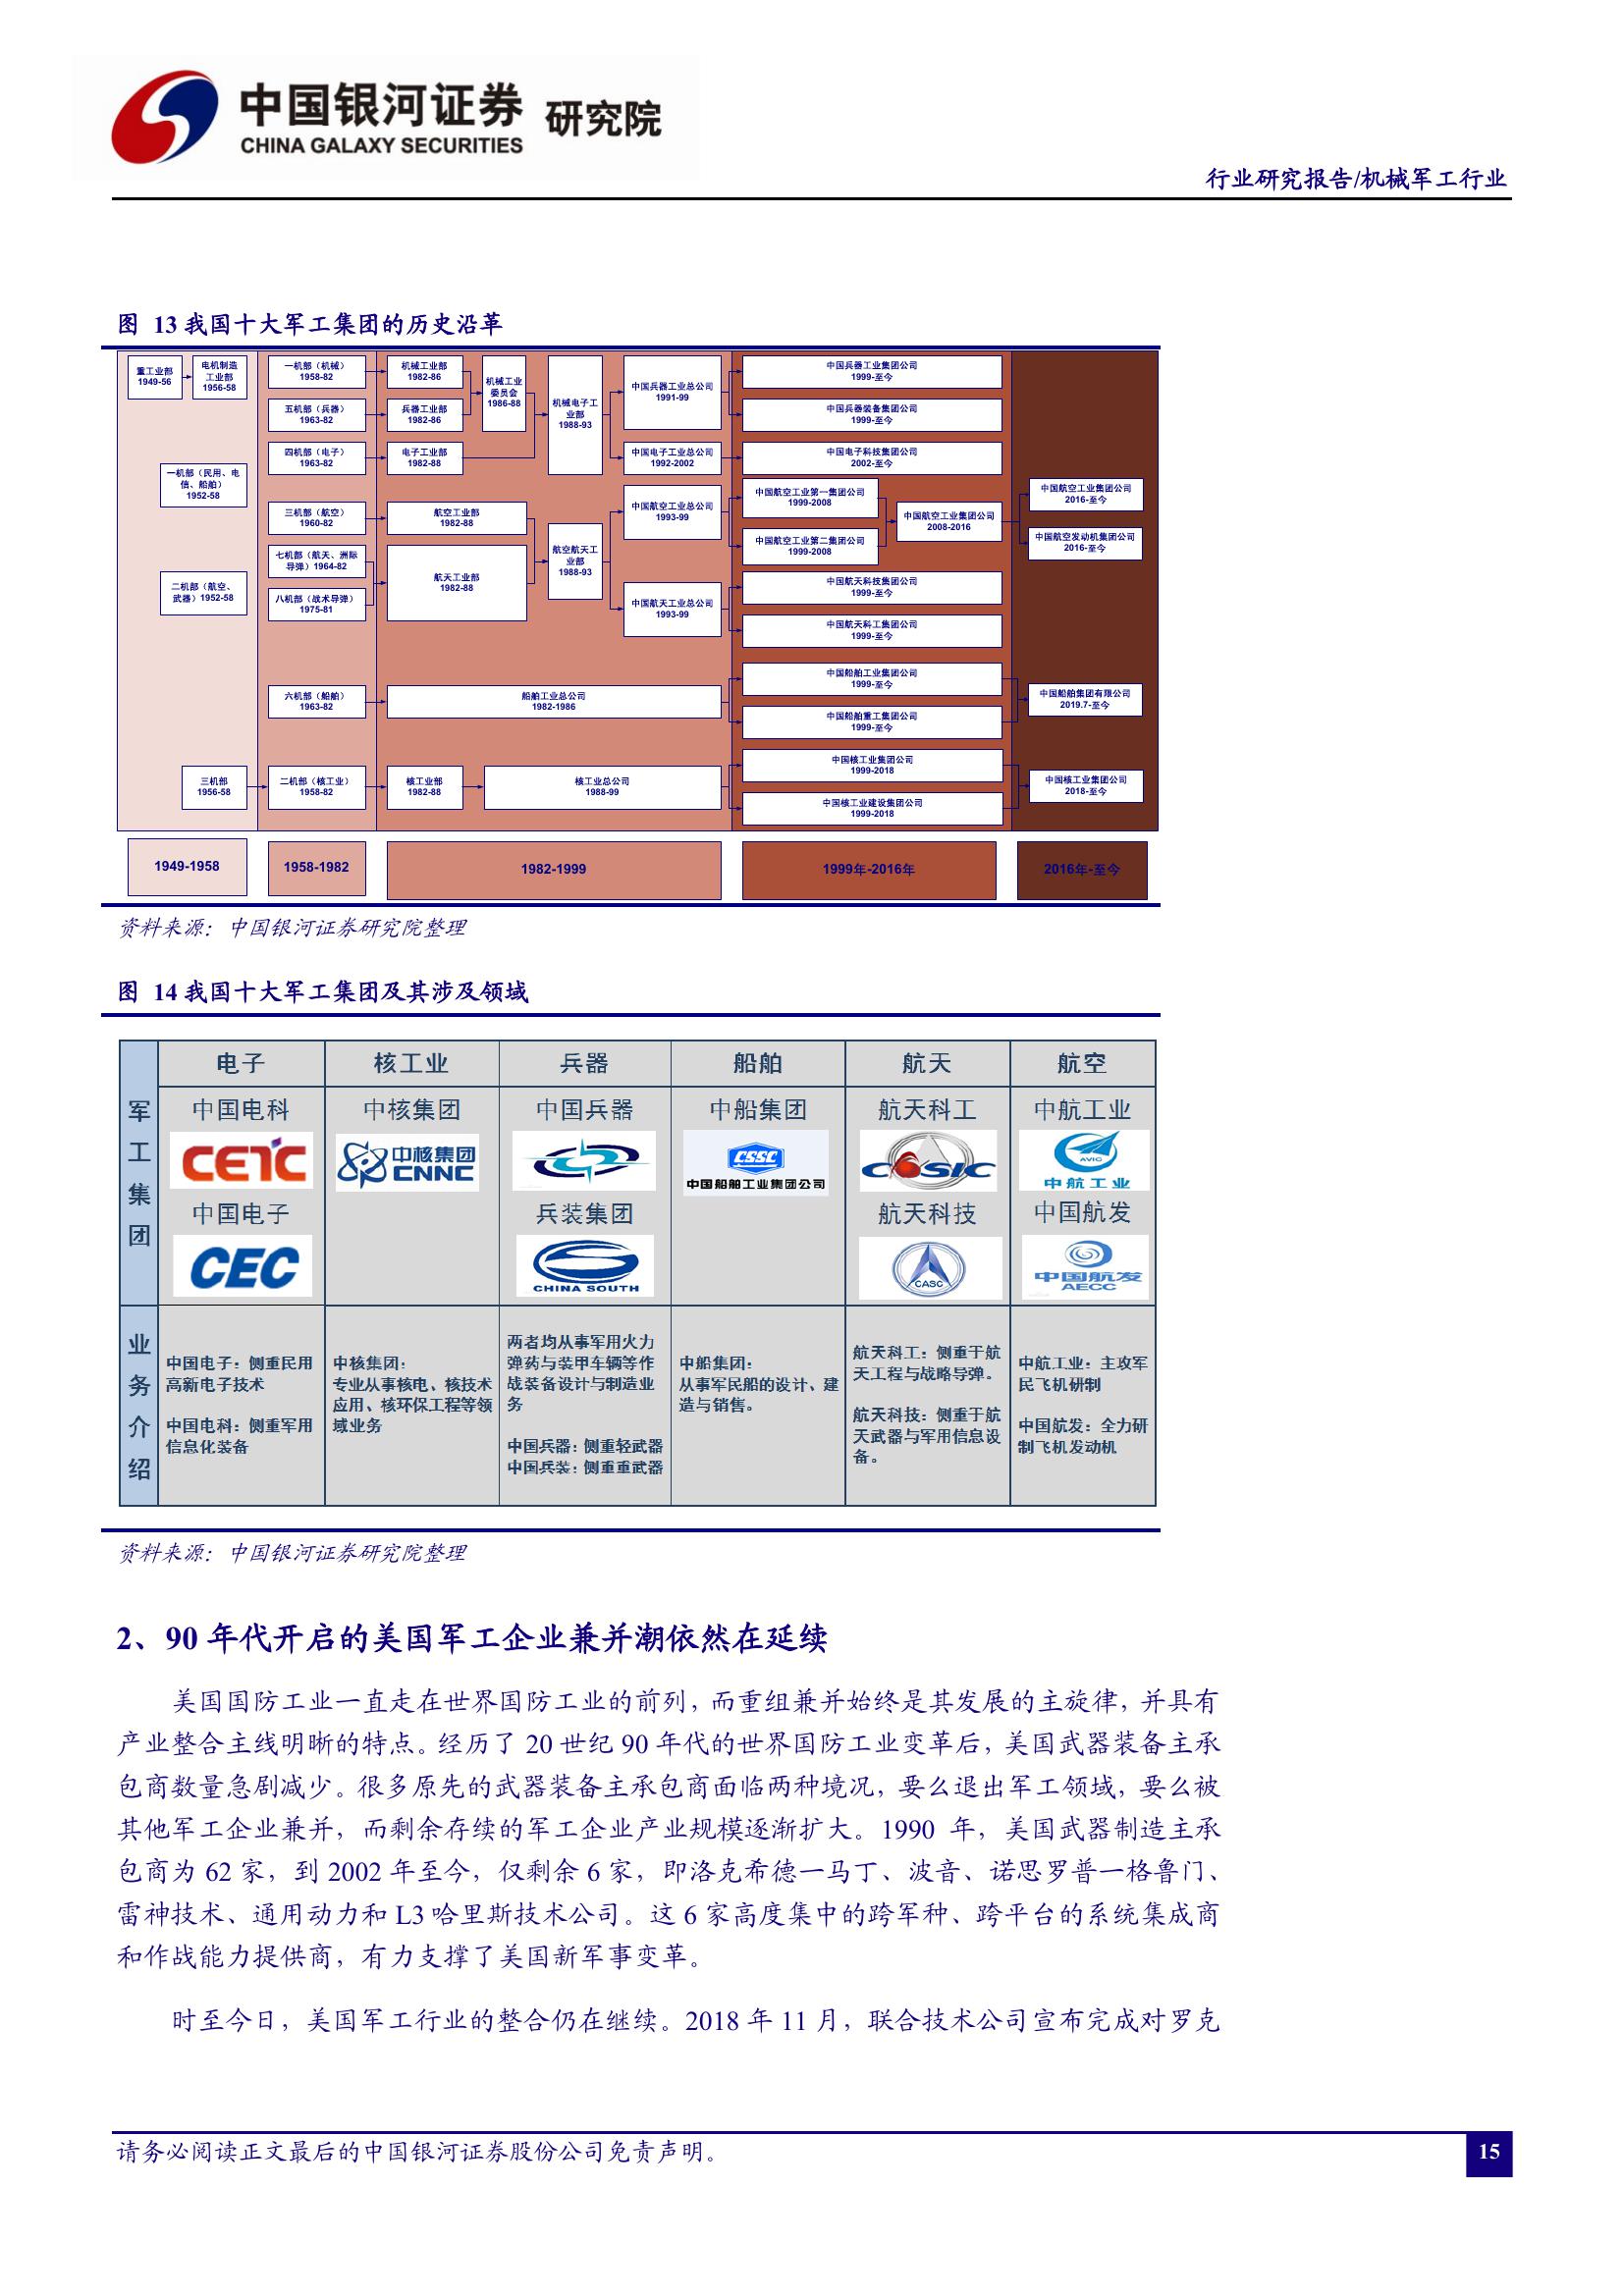 中国银河证券 研究院
CHINA GALAXY SECURITIES
行业研究报告/机械军工行业
图 13 我国十大军工集团的历史沿革
重工业部
1949-56
电机制造
工业部
1956-58
一机部（民用、电
信、船舶）
1952-58
二机部（航空、
武器）1952-58
三机部
1956-58
一机部（机械）
1958-82
五机部（兵器）
1963-82
四机部（电子）
1963-82
三机部（航空）
1960-82
七机部（航天、洲际
导弹）1964-82
八机部（战术导弹）
1975-81
六机部（船舶）
1963-82
二机部（核工业）
1958-82
机械工业部
1982-86
兵器工业部
1982-86
电子工业部
1982-88
机械工业
委员会
1986-88
航空工业部
1982-88
航天工业部
1982-88
机械电子工
业部
1988-93
航空航天工
业部
1988-93
中国兵器工业总公司
1991-99
中国电子工业总公司
1992-2002
中国航空工业总公司
1993-99
中国航天工业总公司
1993-99
船舶工业总公司
1982-1986
核工业部
1982-88
核工业总公司
1988-99
中国兵器工业集团公司
1999-至今
中国兵器装备集团公司
1999-至今
中国电子科技集团公司
2002-至今
中国航空工业第一集团公司
1999-2008
中国航空工业第二集团公司
1999-2008
中国航空工业集团公司
2008-2016
中国航天科技集团公司
1999-至今
中国航天科工集团公司
1999-至今
中国船舶工业集团公司
1999-至今
中国船舶重工集团公司
1999-至今
中国核工业集团公司
1999-2018
中国核工业建设集团公司
1999-2018
中国航空工业集团公司
2016-至今
中国航空发动机集团公司
2016-至今
中国船舶集团有限公司
2019.7-至今
中国核工业集团公司
2018-至今
1949-1958
1958-1982
1982-1999
1999年-2016年
2016年-至今
资料来源：中国银河证券研究院整理
图 14 我国十大军工集团及其涉及领域
军工集团
电子
核工业
兵器
船舶
航天
航空
中国电科
CETC
中国电子
CEC
中核集团
中核集团
CNNC
中国兵器
兵装集团
CHINA SOUTH
中船集团
CSSC
中国船舶工业集团公司
航天科工
COSIC
航天科技
CASC
中航工业
AVIC
中航工业
中国航发
中国航发
AECC
业务介绍
中国电子：侧重民用
高新电子技术
中国电科：侧重军用
信息化装备
中核集团：
专业从事核电、核技术
应用、核环保工程等领
域业务
两者均从事军用火力
弹药与装甲车辆等作
战装备设计与制造业
务
中国兵器：侧重轻武器
中国兵装：侧重重武器
中船集团：
从事军民船的设计、建
造与销售。
航天科工：侧重于航
天工程与战略导弹。
航天科技：侧重于航
天武器与军用信息设
备。
中航工业：主攻军
民飞机研制
中国航发：全力研
制飞机发动机
资料来源：中国银河证券研究院整理
2、90 年代开启的美国军工企业兼并潮依然在延续
美国国防工业一直走在世界国防工业的前列，而重组兼并始终是其发展的主旋律，并具有
产业整合主线明晰的特点。经历了 20 世纪 90 年代的世界国防工业变革后，美国武器装备主承
包商数量急剧减少。很多原先的武器装备主承包商面临两种境况，要么退出军工领域，要么被
其他军工企业兼并，而剩余存续的军工企业产业规模逐渐扩大。1990 年，美国武器制造主承
包商为 62 家，到 2002 年至今，仅剩余 6 家，即洛克希德一马丁、波音、诺思罗普一格鲁门、
雷神技术、通用动力和 L3 哈里斯技术公司。这 6 家高度集中的跨军种、跨平台的系统集成商
和作战能力提供商，有力支撑了美国新军事变革。
时至今日，美国军工行业的整合仍在继续。2018 年 11 月，联合技术公司宣布完成对罗克
请务必阅读正文最后的中国银河证券股份公司免责声明。
15